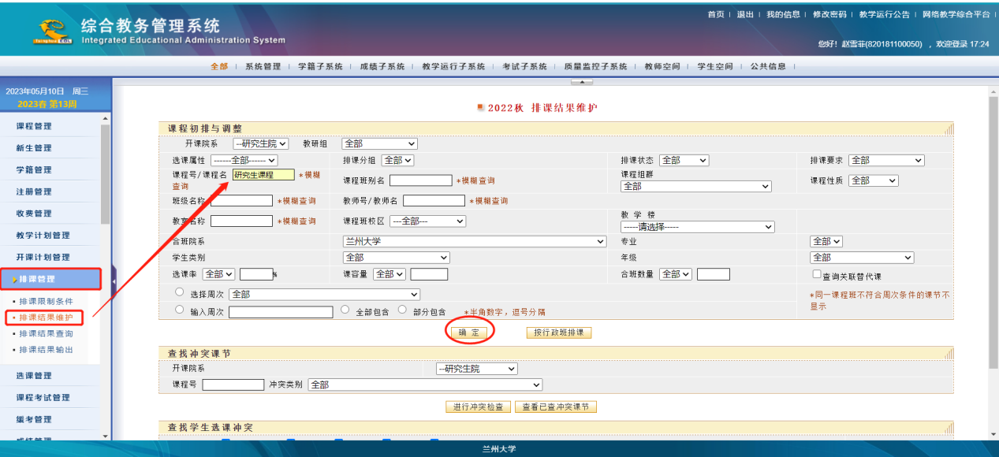 首页 | 退出 | 我的信息 | 修改密码 | 教学运行公告 | 网络教学综合平台 |
综合教务管理系统
Integrated Educational Administration System
您好！赵雪菲(820181100050) ，欢迎登录 17:24
全部 | 系统管理 | 学籍子系统 | 成绩子系统 | 教学运行子系统 | 考试子系统 | 质量监控子系统 | 教师空间 | 学生空间 | 公共信息 |
2023年05月10日 周三
2023春 第13周
课程管理
新生管理
学籍管理
注册管理
收费管理
教学计划管理
开课计划管理
排课管理
排课限制条件
排课结果维护
排课结果查询
排课结果输出
选课管理
课程考试管理
缓考管理
成绩管理
2022秋 排课结果维护
课程初排与调整
开课院系 --研究生院 教研组 全部
选课属性 ------全部------ 排课分组 全部 排课状态 全部 排课要求 全部
课程号/课程名 研究生课程 *模糊查询 课程班别名 *模糊查询 课程组群 全部 课程性质 全部
班级名称 *模糊查询 教师号/教师名 *模糊查询
教室名称 *模糊查询 课程班校区 ---全部--- 教 学 楼 -----请选择-----
合班院系 兰州大学 专业 全部
学生类别 全部 年级 全部
选课率 全部 % 课容量 全部 合班数量 全部 查询关联替代课
选择周次 全部 *同一课程班不符合周次条件的课节不显示
输入周次 全部包含 部分包含 *半角数字，逗号分隔
确 定 按行政班排课
查找冲突课节
开课院系 --研究生院
课程号 冲突类别 全部
进行冲突检查 查看已查冲突课节
查找学生选课冲突
兰州大学